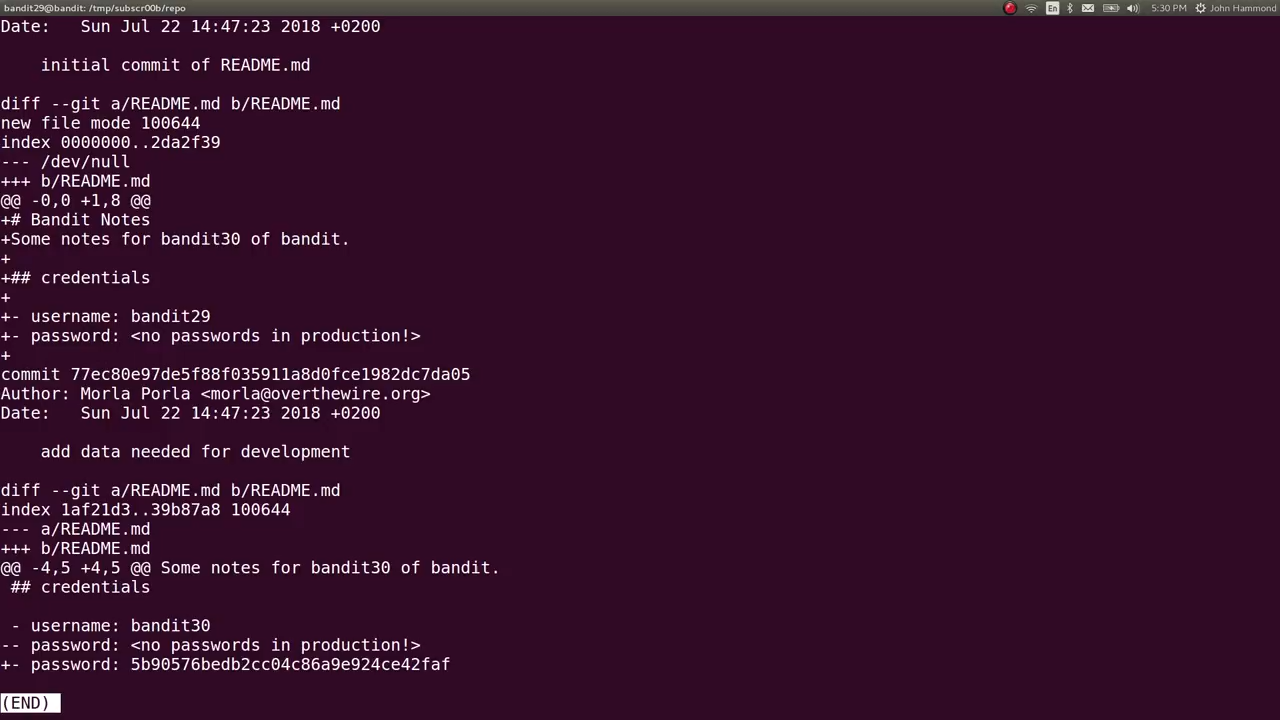 bandit29@bandit: /tmp/subscr00b/repo
En
5:30 PM
John Hammond
Date:   Sun Jul 22 14:47:23 2018 +0200
    initial commit of README.md
diff --git a/README.md b/README.md
new file mode 100644
index 0000000..2da2f39
--- /dev/null
+++ b/README.md
@@ -0,0 +1,8 @@
+# Bandit Notes
+Some notes for bandit30 of bandit.
+
+## credentials
+
+- username: bandit29
+- password: <no passwords in production!>
+
commit 77ec80e97de5f88f035911a8d0fce1982dc7da05
Author: Morla Porla <morla@overthewire.org>
Date:   Sun Jul 22 14:47:23 2018 +0200
    add data needed for development
diff --git a/README.md b/README.md
index 1af21d3..39b87a8 100644
--- a/README.md
+++ b/README.md
@@ -4,5 +4,5 @@ Some notes for bandit30 of bandit.
 ## credentials
 - username: bandit30
-- password: <no passwords in production!>
+- password: 5b90576bedb2cc04c86a9e924ce42faf
(END)